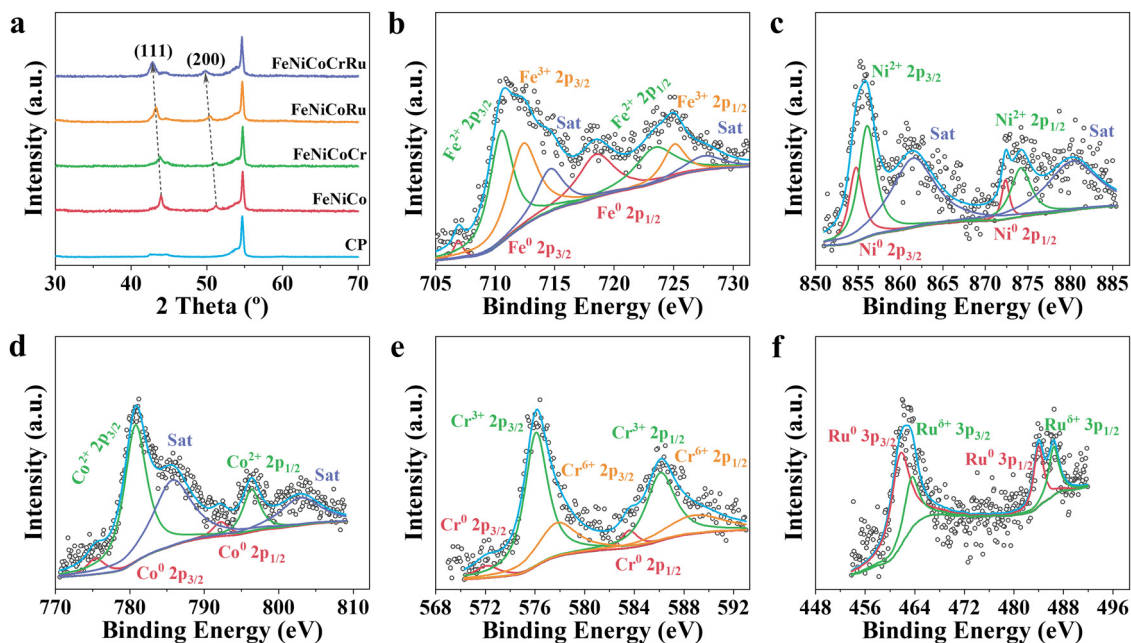 a
Intensity (a.u.)
(111)
(200)
FeNiCoCrRu
FeNiCoRu
FeNiCoCr
FeNiCo
CP
30 40 50 60 70
2 Theta (º)
b
Intensity (a.u.)
Fe²⁺ 2p₃/₂
Fe³⁺ 2p₃/₂
Sat
Fe²⁺ 2p₁/₂
Fe³⁺ 2p₁/₂
Sat
Fe⁰ 2p₁/₂
Fe⁰ 2p₃/₂
705 710 715 720 725 730
Binding Energy (eV)
c
Intensity (a.u.)
Ni²⁺ 2p₃/₂
Sat
Ni²⁺ 2p₁/₂
Sat
Ni⁰ 2p₃/₂
Ni⁰ 2p₁/₂
850 855 860 865 870 875 880 885
Binding Energy (eV)
d
Intensity (a.u.)
Co²⁺ 2p₃/₂
Sat
Co²⁺ 2p₁/₂
Sat
Co⁰ 2p₃/₂
Co⁰ 2p₁/₂
770 780 790 800 810
Binding Energy (eV)
e
Intensity (a.u.)
Cr³⁺ 2p₃/₂
Cr³⁺ 2p₁/₂
Cr⁶⁺ 2p₃/₂
Cr⁶⁺ 2p₁/₂
Cr⁰ 2p₃/₂
Cr⁰ 2p₁/₂
568 572 576 580 584 588 592
Binding Energy (eV)
f
Intensity (a.u.)
Ru⁰ 3p₃/₂
Ruᵟ⁺ 3p₃/₂
Ru⁰ 3p₁/₂
Ruᵟ⁺ 3p₁/₂
448 456 464 472 480 488 496
Binding Energy (eV)